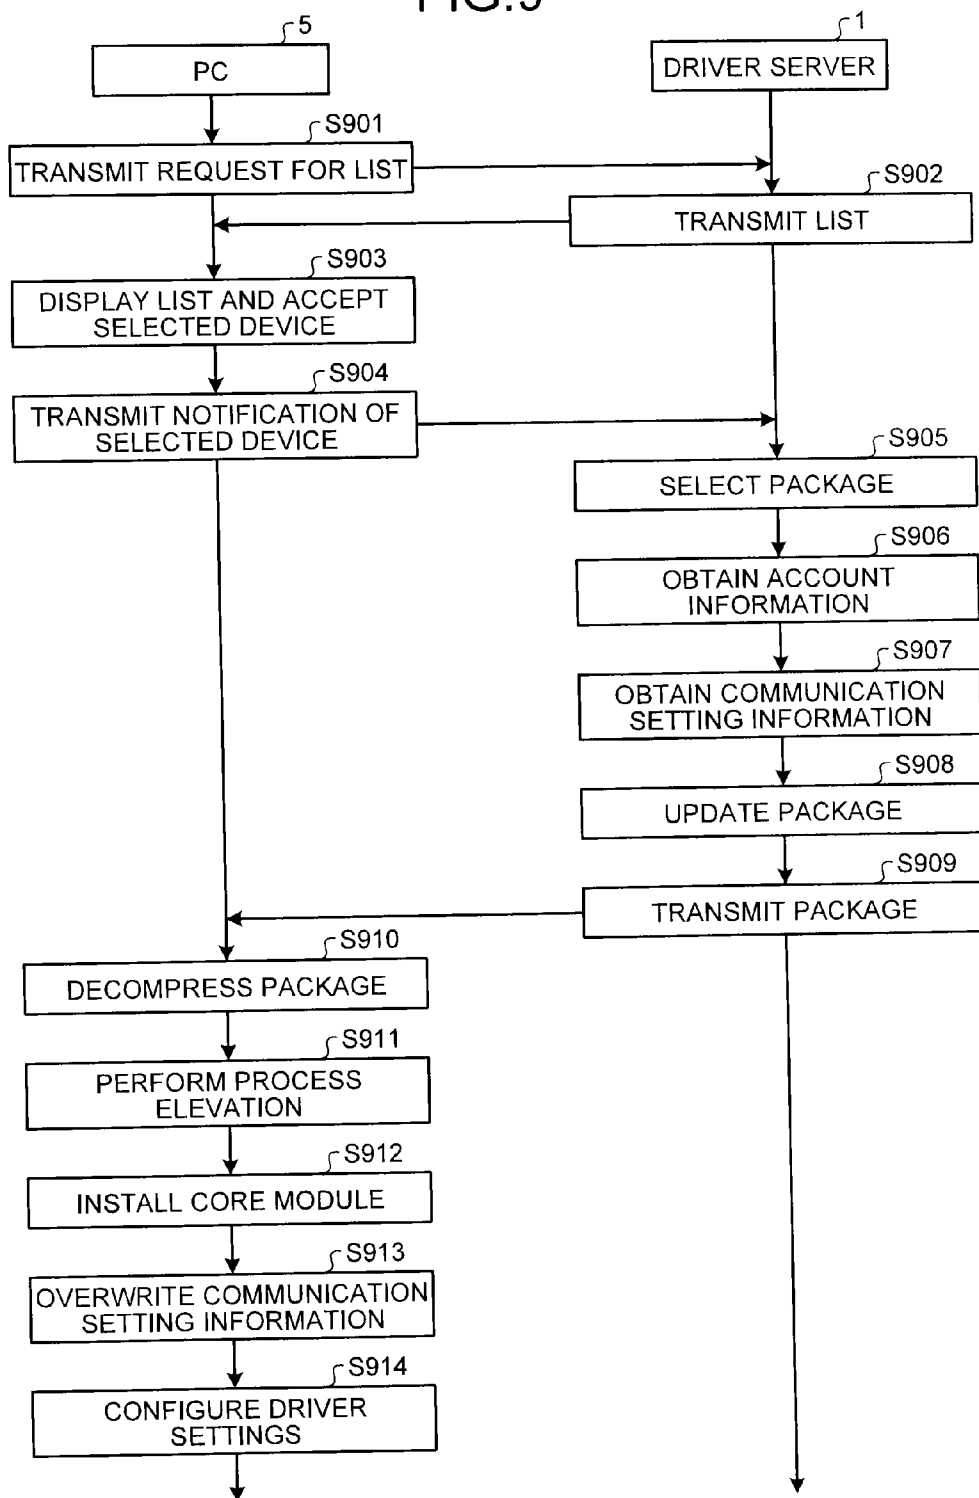 5
1
PC
DRIVER SERVER
S901
TRANSMIT REQUEST FOR LIST
S902
TRANSMIT LIST
S903
DISPLAY LIST AND ACCEPT
SELECTED DEVICE
S904
TRANSMIT NOTIFICATION OF
SELECTED DEVICE
S905
SELECT PACKAGE
S906
OBTAIN ACCOUNT
INFORMATION
S907
OBTAIN COMMUNICATION
SETTING INFORMATION
S908
UPDATE PACKAGE
S909
TRANSMIT PACKAGE
S910
DECOMPRESS PACKAGE
S911
PERFORM PROCESS
ELEVATION
S912
INSTALL CORE MODULE
S913
OVERWRITE COMMUNICATION
SETTING INFORMATION
S914
CONFIGURE DRIVER
SETTINGS